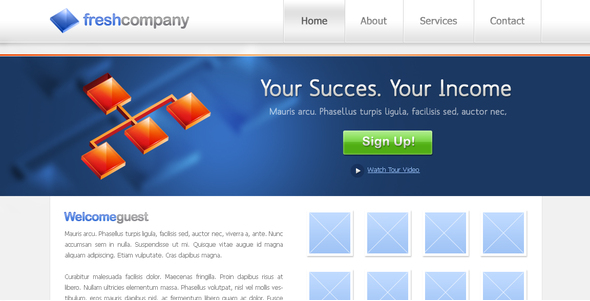 freshcompany
Home
About
Services
Contact
Your Succes. Your Income
Mauris arcu. Phasellus turpis ligula, facilisis sed, auctor nec,
Sign Up!
Watch Tour Video
Welcomeguest
Mauris arcu. Phasellus turpis ligula, facilisis sed, auctor nec, viverra a, ante. Nunc
accumsan sem in nulla. Suspendisse ut mi. Quisque vitae augue id magna
aliquam adipiscing. Etiam vulputate. Cras dapibus magna.
Curabitur malesuada facilisis dolor. Maecenas fringilla. Proin dapibus risus at
libero. Nullam ultricies elementum massa. Phasellus volutpat, nisl vel mollis ves-
tibulum, eros mauris dapibus nisl, ac fermentum libero quam ac dolor. Fusce